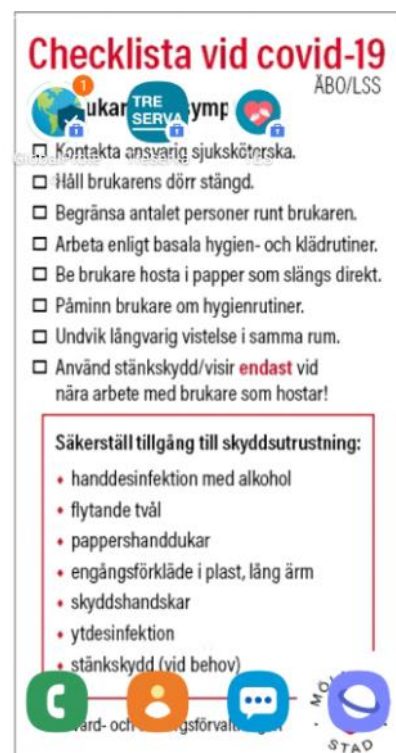 Checklista vid covid-19
ÄBO/LSS
1
TRE
SERVA
Kontakta ansvarig sjuksköterska.
Håll brukarens dörr stängd.
Begränsa antalet personer runt brukaren.
Arbeta enligt basala hygien- och klädrutiner.
Be brukare hosta i papper som slängs direkt.
Påminn brukare om hygienrutiner.
Undvik långvarig vistelse i samma rum.
Använd stänkskydd/visir endast vid
nära arbete med brukare som hostar!
Säkerställ tillgång till skyddsutrustning:
handdesinfektion med alkohol
flytande tvål
pappershanddukar
engångsförkläde i plast, lång ärm
skyddshandskar
ytdesinfektion
stänkskydd (vid behov)
STAD